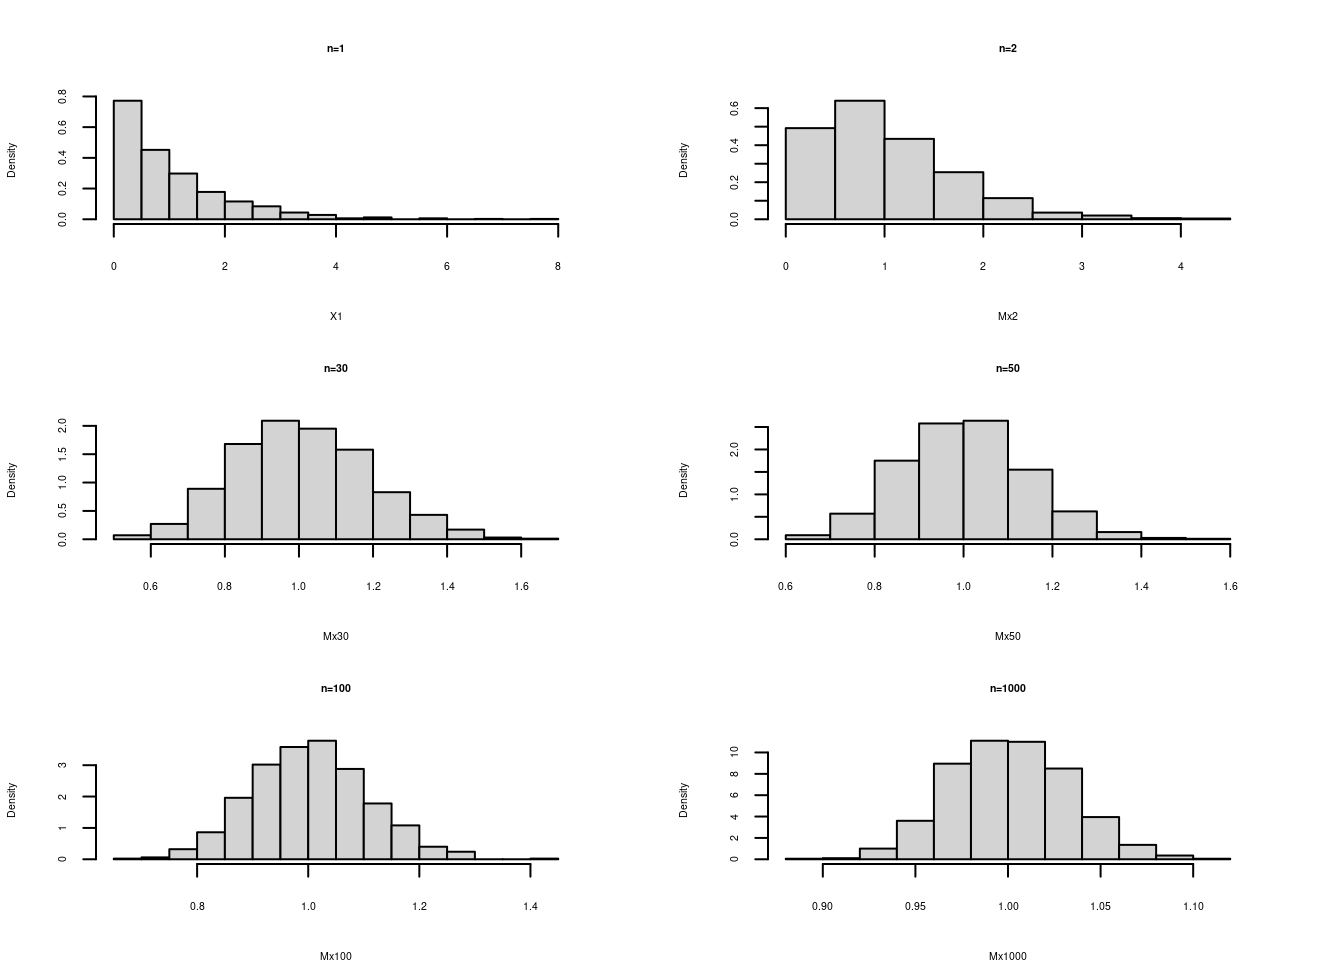 n=1
Density
0.0 0.2 0.4 0.6 0.8
0 2 4 6 8
X1
n=2
Density
0.0 0.2 0.4 0.6
0 1 2 3 4
Mx2
n=30
Density
0.0 0.5 1.0 1.5 2.0
0.6 0.8 1.0 1.2 1.4 1.6
Mx30
n=50
Density
0.0 1.0 2.0
0.6 0.8 1.0 1.2 1.4 1.6
Mx50
n=100
Density
0 1 2 3
0.8 1.0 1.2 1.4
Mx100
n=1000
Density
0 2 4 6 8 10
0.90 0.95 1.00 1.05 1.10
Mx1000